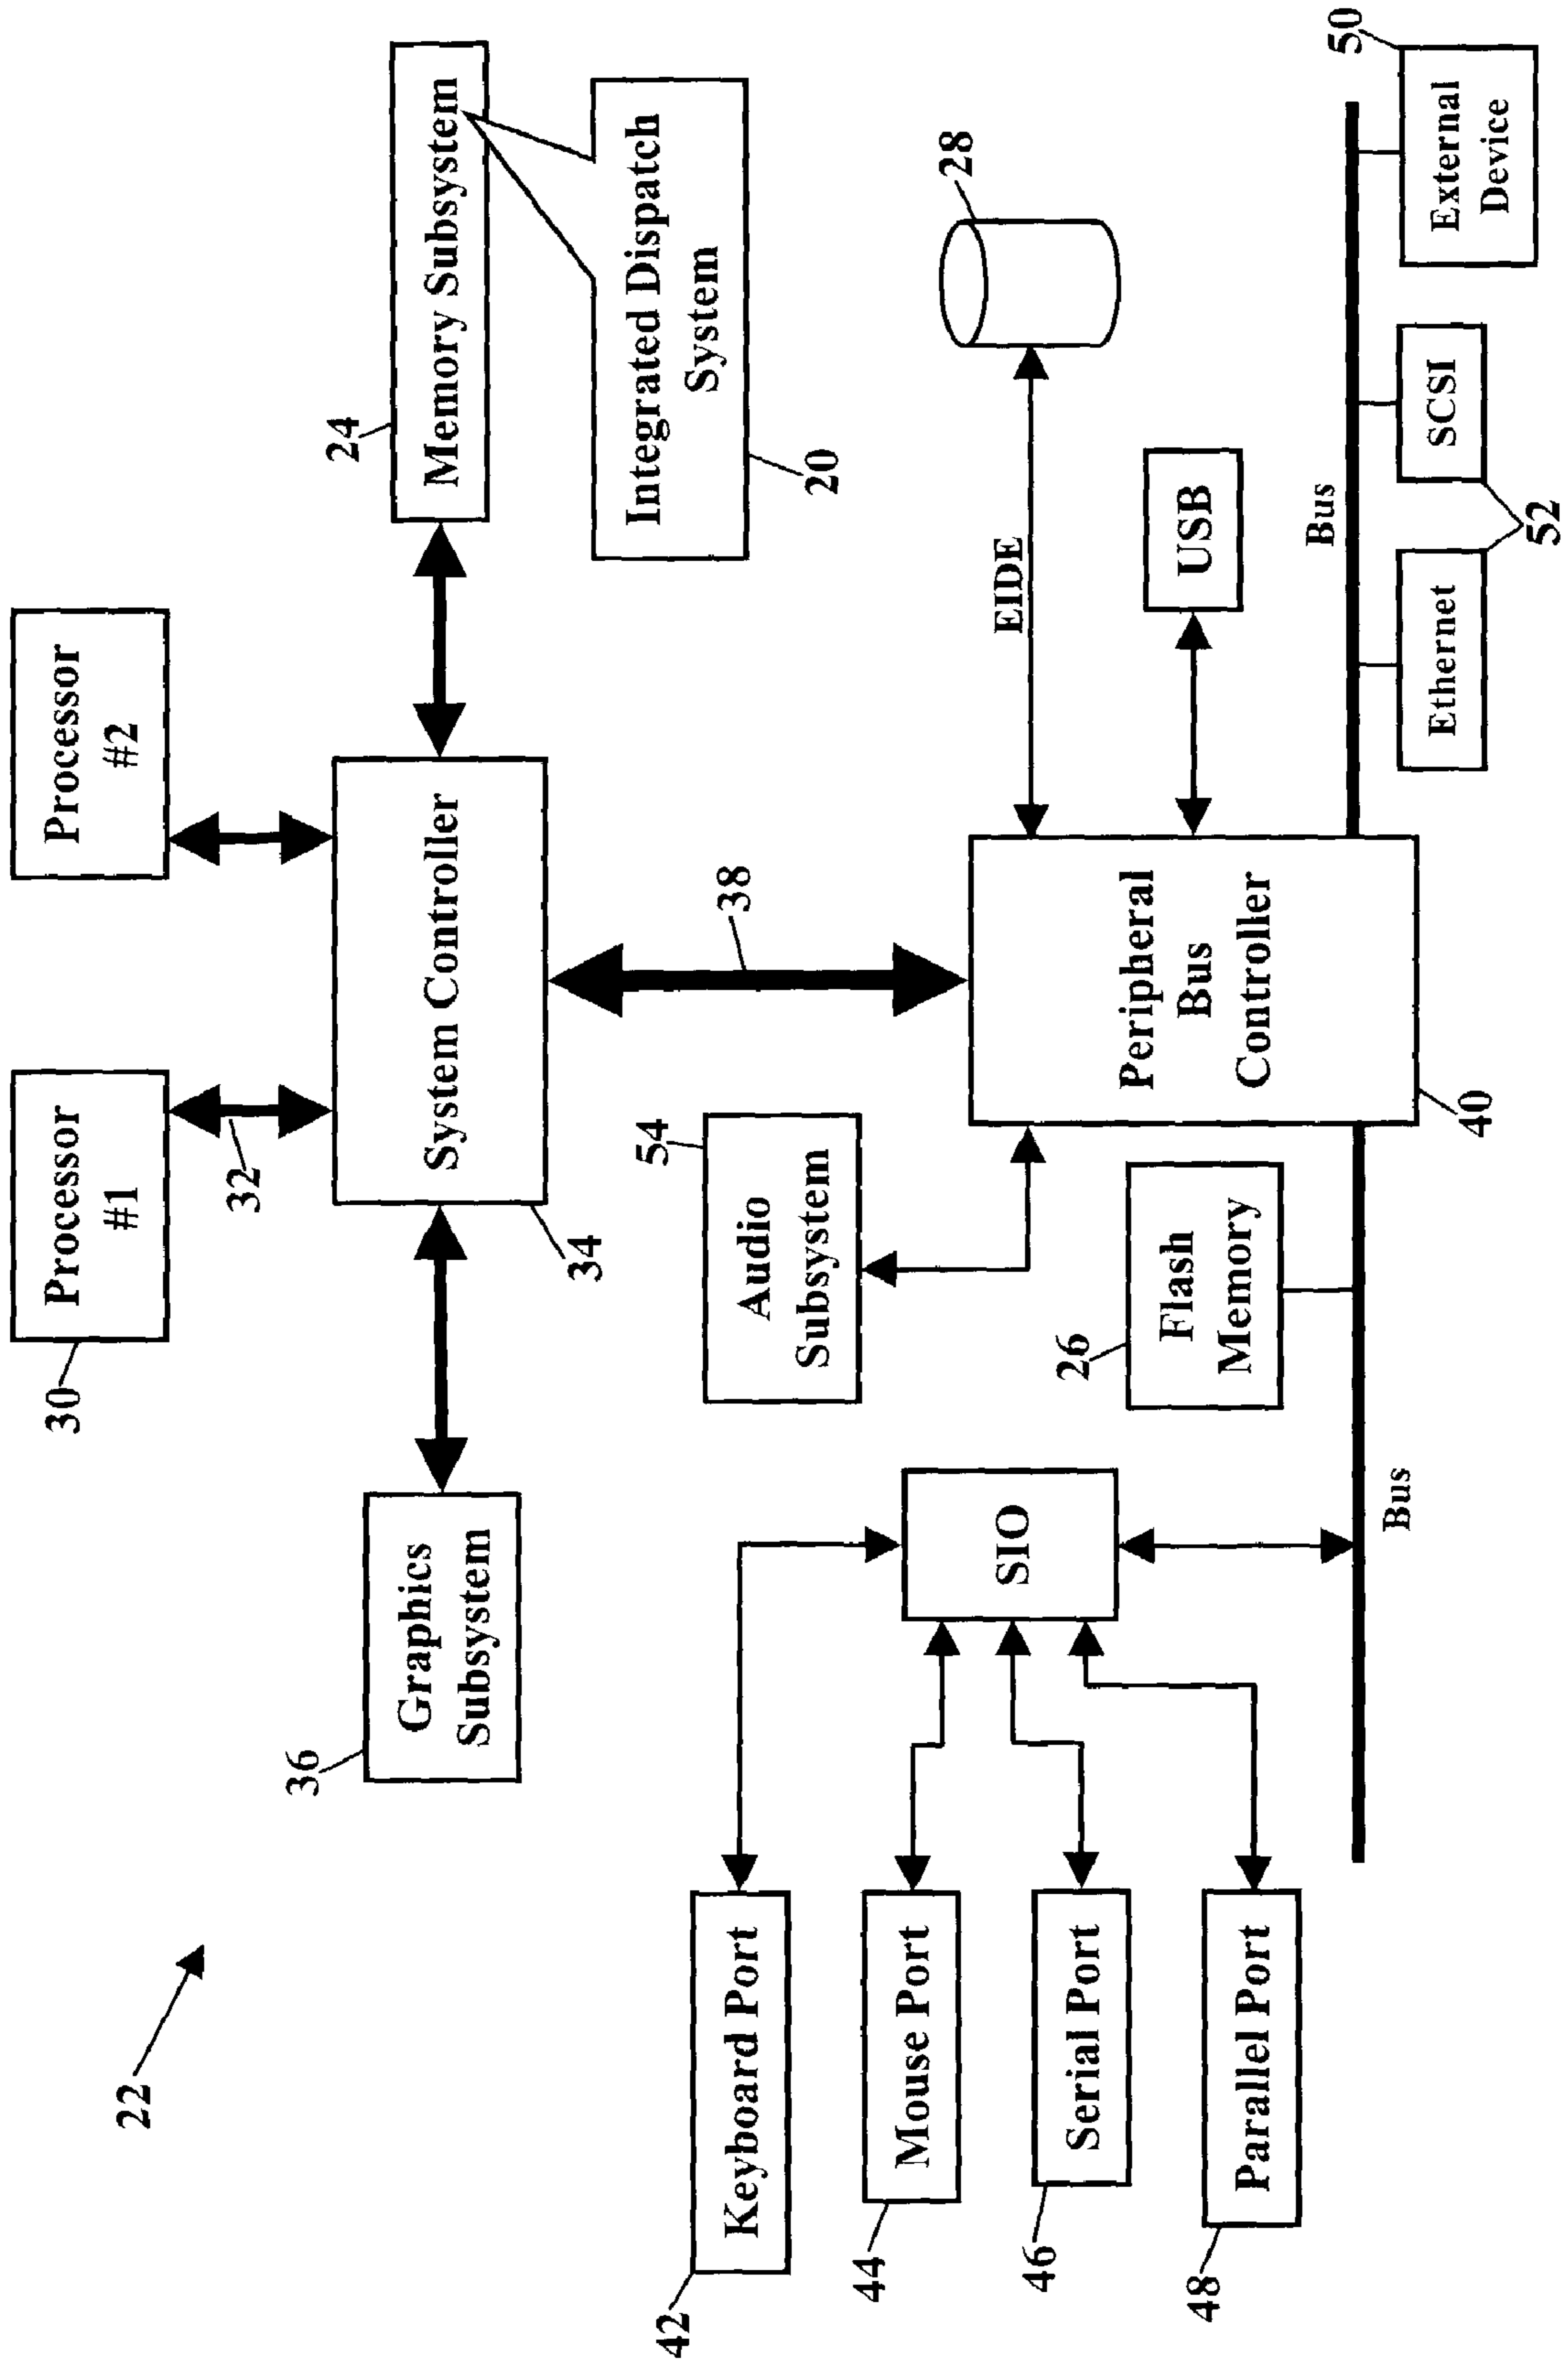 22
30
Processor
#1
Processor
#2
32
36
Graphics
Subsystem
System Controller
34
24
Memory Subsystem
Integrated Dispatch
System
20
38
54
Audio
Subsystem
42
Keyboard Port
44
Mouse Port
46
Serial Port
48
Parallel Port
SIO
26
Flash
Memory
Peripheral
Bus
Controller
40
EIDE
28
USB
Bus
Bus
Ethernet
SCSI
52
External
Device
50